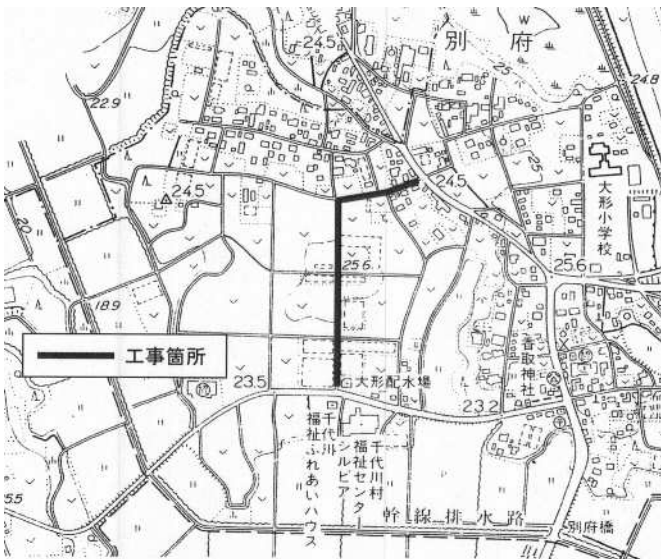 別府
W
24.5
25
24.8
22.9
25
24.5
24.5
大形小学校
20
25.6
25.6
18.9
香取神社
工事箇所
23.5
大形配水場
23.2
千代川村
福祉センター
シルピア
千代川
福祉ふれあいハウス
幹線排水路
別府橋